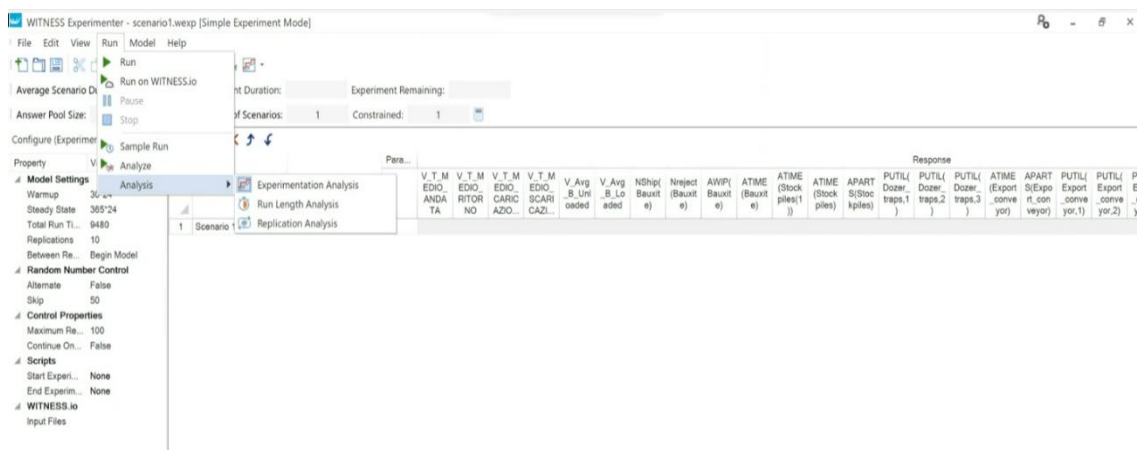 WITNESS Experimenter - scenario1.wexp [Simple Experiment Mode]
File Edit View Run Model Help
Run
Run on WITNESS.io
Pause
Stop
Sample Run
Analyze
Analysis
Experimentation Analysis
Run Length Analysis
Replication Analysis
Average Scenario Du nt Duration: Experiment Remaining:
Answer Pool Size: of Scenarios: 1 Constrained: 1
Configure (Experimer
Property V
Model Settings
Warmup
Steady State 365*24
Total Run Ti... 9480
Replications 10
Between Re... Begin Model
Random Number Control
Alternate False
Skip 50
Control Properties
Maximum Re... 100
Continue On... False
Scripts
Start Experi... None
End Experim... None
WITNESS.io
Input Files
Para...
Response
V_T_M EDIO_ ANDA TA
V_T_M EDIO_ RITOR NO
V_T_M EDIO_ CARIC AZIO...
V_T_M EDIO_ SCARI CAZI...
V_Avg _B_Unl oaded
V_Avg _B_Lo aded
NShip( Bauxit e)
Nreject (Bauxit e)
AWIP( Bauxit e)
ATIME (Bauxit e)
ATIME (Stock piles(1 ))
ATIME (Stock piles)
APART S(Stoc kpiles)
PUTIL( Dozer_ traps,1 )
PUTIL( Dozer_ traps,2 )
PUTIL( Dozer_ traps,3 )
ATIME (Export _conve yor)
APART S(Expo rt_con veyor)
PUTIL( Export _conve yor,1)
PUTIL( Export _conve yor,2)
1 Scenario 1